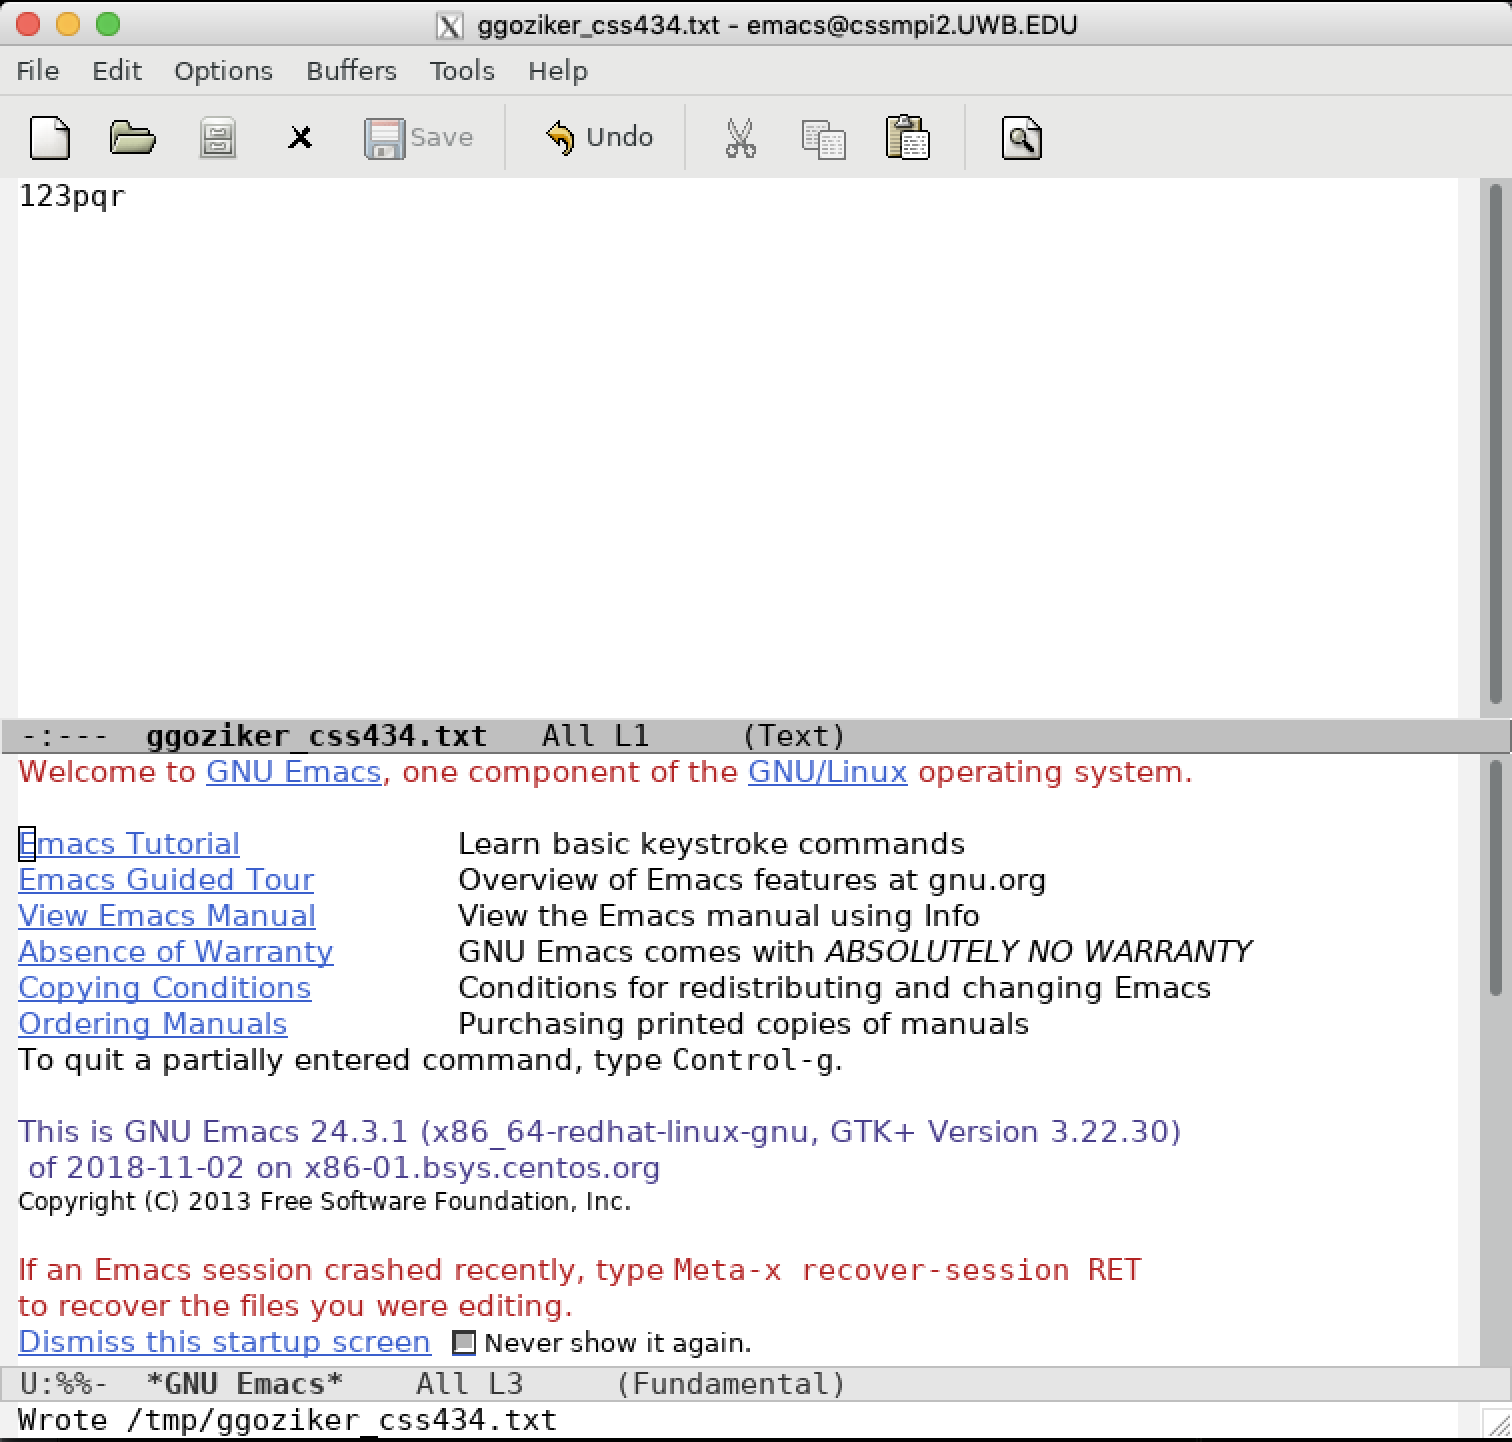 ggoziker_css434.txt – emacs@cssmpi2.UWB.EDU
File Edit Options Buffers Tools Help
Save Undo
123pqr
-:--- ggoziker_css434.txt All L1 (Text)
Welcome to GNU Emacs, one component of the GNU/Linux operating system.
Emacs Tutorial Learn basic keystroke commands
Emacs Guided Tour Overview of Emacs features at gnu.org
View Emacs Manual View the Emacs manual using Info
Absence of Warranty GNU Emacs comes with ABSOLUTELY NO WARRANTY
Copying Conditions Conditions for redistributing and changing Emacs
Ordering Manuals Purchasing printed copies of manuals
To quit a partially entered command, type Control-g.
This is GNU Emacs 24.3.1 (x86_64-redhat-linux-gnu, GTK+ Version 3.22.30)
of 2018-11-02 on x86-01.bsys.centos.org
Copyright (C) 2013 Free Software Foundation, Inc.
If an Emacs session crashed recently, type Meta-x recover-session RET
to recover the files you were editing.
Dismiss this startup screen Never show it again.
U:%%- *GNU Emacs* All L3 (Fundamental)
Wrote /tmp/ggoziker_css434.txt